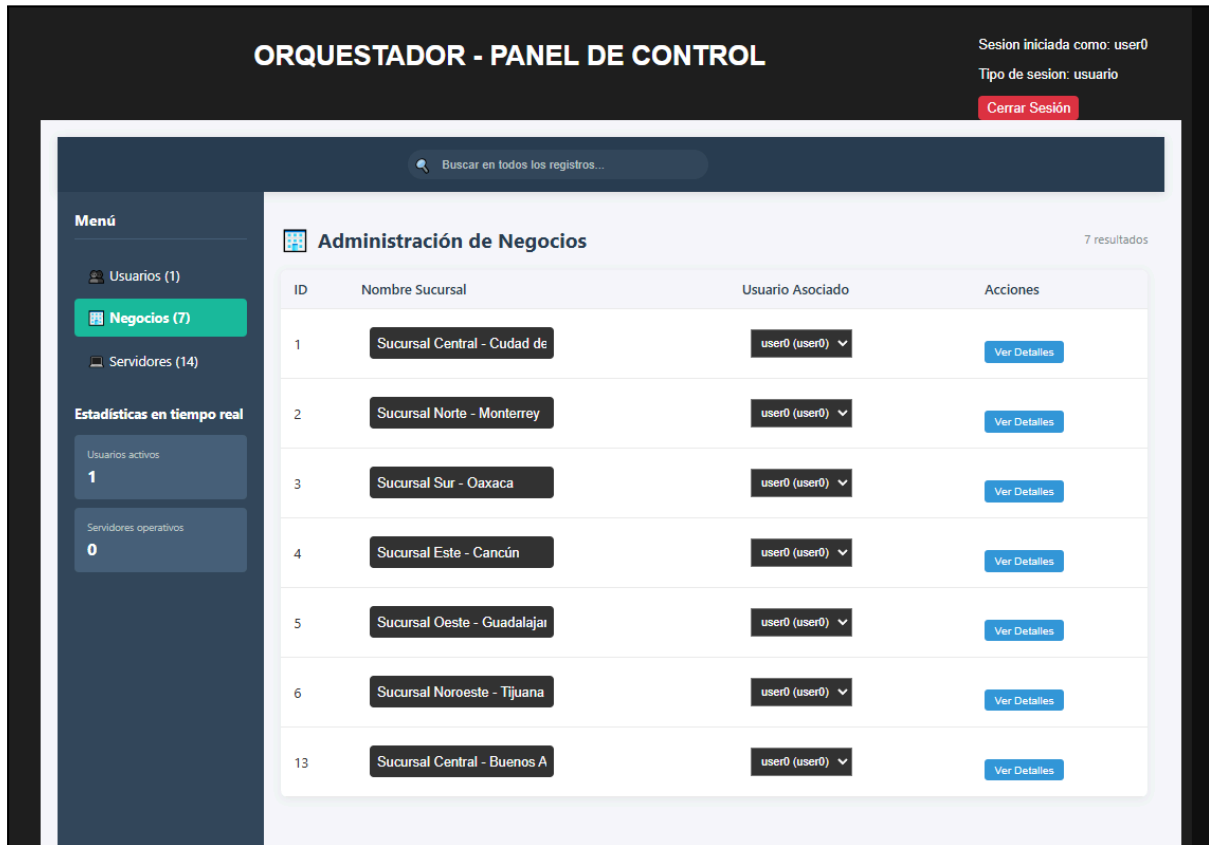 ORQUESTADOR - PANEL DE CONTROL
Sesion iniciada como: user0
Tipo de sesion: usuario
Cerrar Sesión
Buscar en todos los registros...
Menú
Usuarios (1)
Negocios (7)
Servidores (14)
Estadísticas en tiempo real
Usuarios activos
1
Servidores operativos
0
Administración de Negocios
7 resultados
ID Nombre Sucursal Usuario Asociado Acciones
1 Sucursal Central - Cudad de user0 (user0) Ver Detalles
2 Sucursal Norte - Monterrey user0 (user0) Ver Detalles
3 Sucursal Sur - Oaxaca user0 (user0) Ver Detalles
4 Sucursal Este - Cancún user0 (user0) Ver Detalles
5 Sucursal Oeste - Guadalajar user0 (user0) Ver Detalles
6 Sucursal Noroeste - Tijuana user0 (user0) Ver Detalles
13 Sucursal Central - Buenos A user0 (user0) Ver Detalles